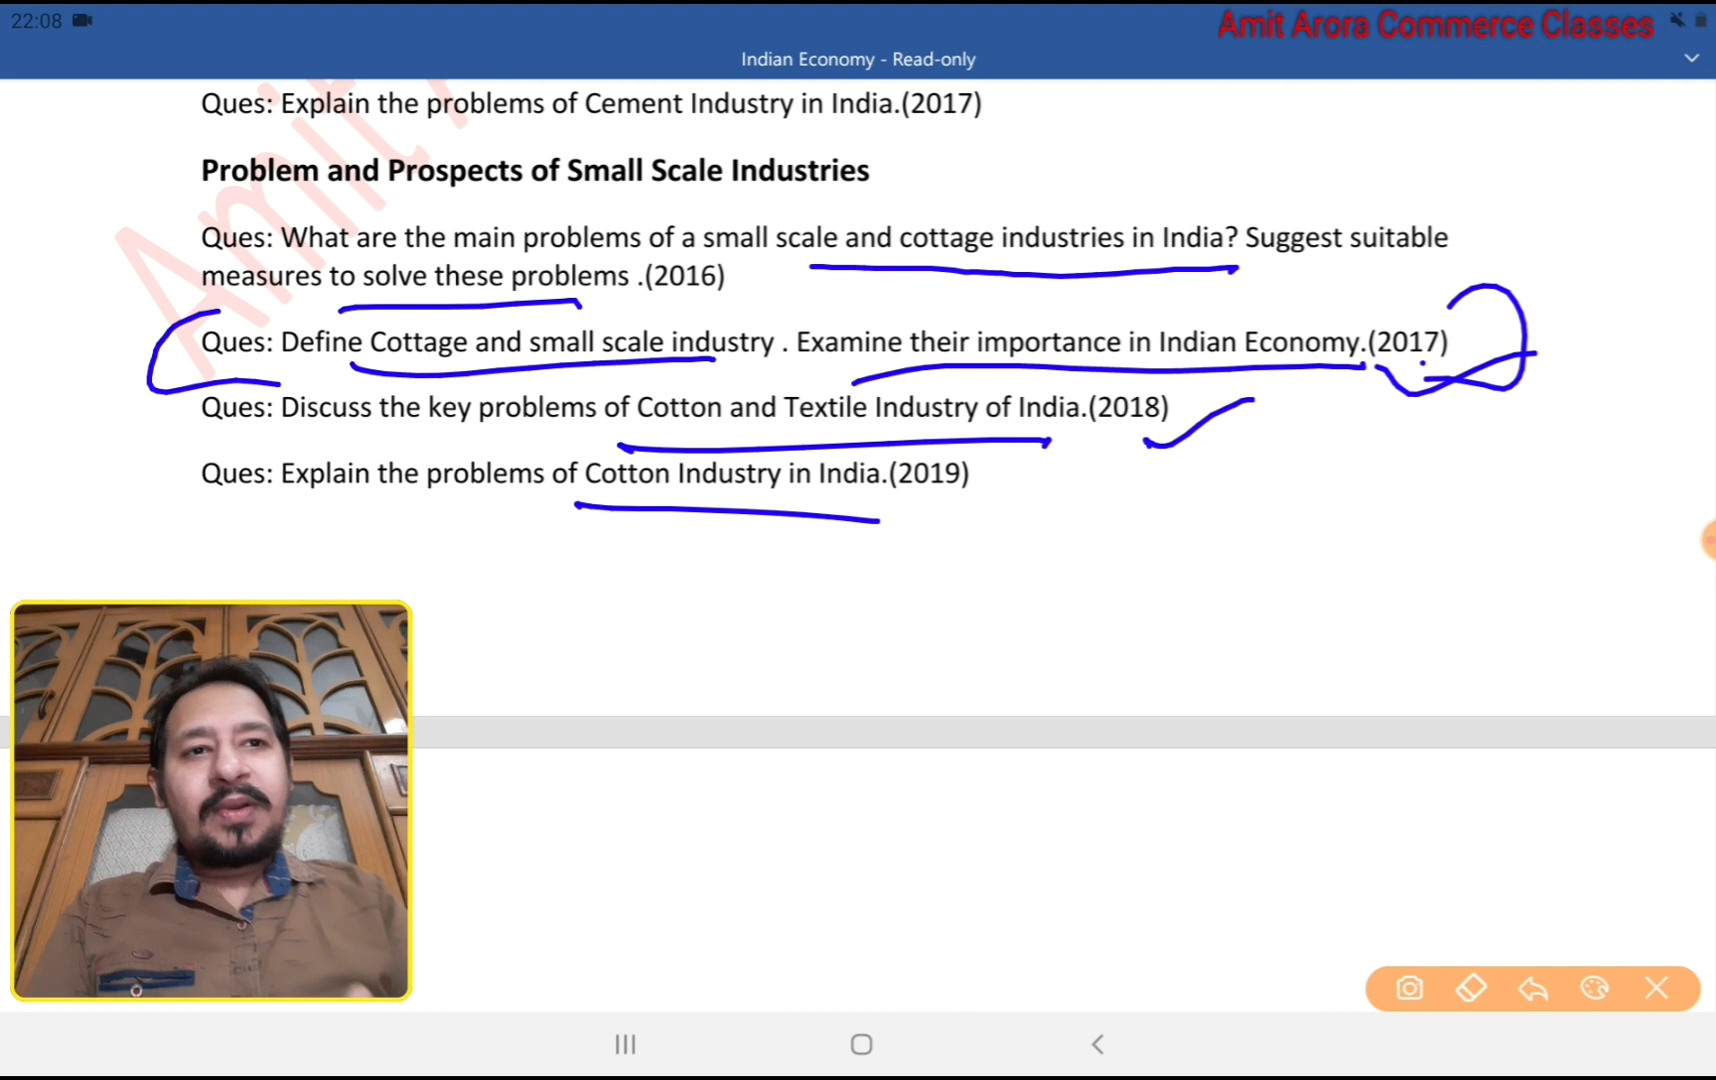 22:08
Amit Arora Commerce Classes
Indian Economy - Read-only
Ques: Explain the problems of Cement Industry in India.(2017)
Problem and Prospects of Small Scale Industries
Ques: What are the main problems of a small scale and cottage industries in India? Suggest suitable
measures to solve these problems .(2016)
Ques: Define Cottage and small scale industry . Examine their importance in Indian Economy.(2017)
Ques: Discuss the key problems of Cotton and Textile Industry of India.(2018)
Ques: Explain the problems of Cotton Industry in India.(2019)
Amit